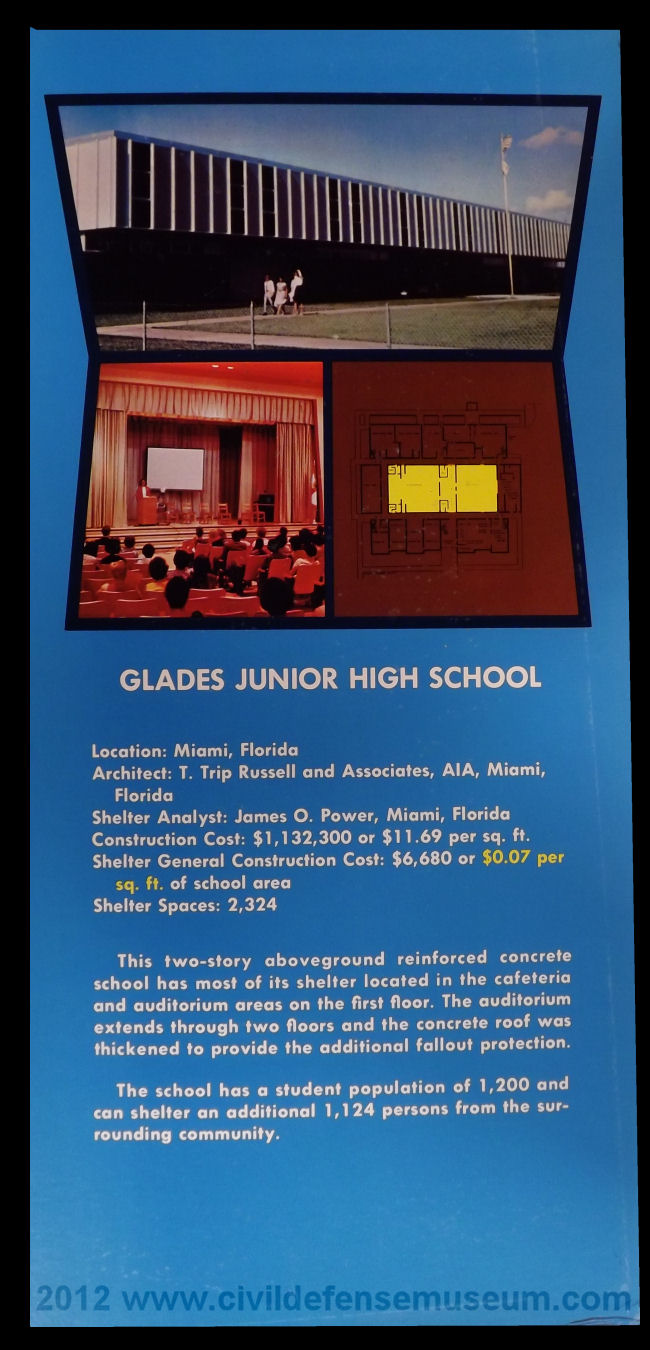 GLADES JUNIOR HIGH SCHOOL
Location: Miami, Florida
Architect: T. Trip Russell and Associates, AIA, Miami,
Florida
Shelter Analyst: James O. Power, Miami, Florida
Construction Cost: $1,132,300 or $11.69 per sq. ft.
Shelter General Construction Cost: $6,680 or $0.07 per
sq. ft. of school area
Shelter Spaces: 2,324
This two-story aboveground reinforced concrete
school has most of its shelter located in the cafeteria
and auditorium areas on the first floor. The auditorium
extends through two floors and the concrete roof was
thickened to provide the additional fallout protection.
The school has a student population of 1,200 and
can shelter an additional 1,124 persons from the sur-
rounding community.
2012 www.civildefensemuseum.com